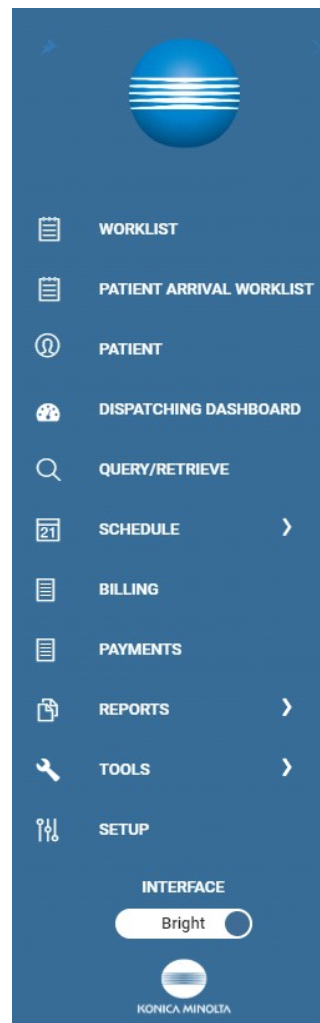 WORKLIST
PATIENT ARRIVAL WORKLIST
PATIENT
DISPATCHING DASHBOARD
QUERY/RETRIEVE
21 SCHEDULE
BILLING
PAYMENTS
REPORTS
TOOLS
SETUP
INTERFACE
Bright
KONICA MINOLTA